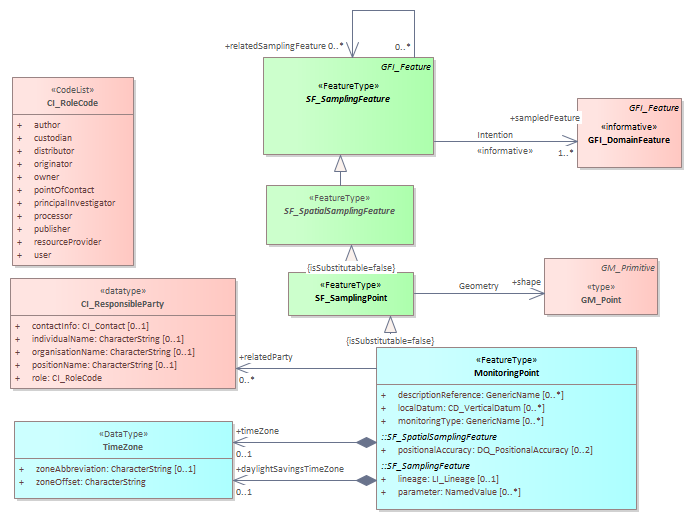 +relatedSamplingFeature 0..*
0..*
GFI_Feature
«FeatureType»
SF_SamplingFeature
«CodeList»
CI_RoleCode
+ author
+ custodian
+ distributor
+ originator
+ owner
+ pointOfContact
+ principalInvestigator
+ processor
+ publisher
+ resourceProvider
+ user
+sampledFeature
Intention
«informative»
1..*
GFI_Feature
«informative»
GFI_DomainFeature
«FeatureType»
SF_SpatialSamplingFeature
{isSubstitutable=false}
«FeatureType»
SF_SamplingPoint
Geometry
+shape
GM_Primitive
«type»
GM_Point
{isSubstitutable=false}
«datatype»
CI_ResponsibleParty
+ contactInfo: CI_Contact [0..1]
+ individualName: CharacterString [0..1]
+ organisationName: CharacterString [0..1]
+ positionName: CharacterString [0..1]
+ role: CI_RoleCode
+relatedParty
0..*
«FeatureType»
MonitoringPoint
+ descriptionReference: GenericName [0..*]
+ localDatum: CD_VerticalDatum [0..*]
+ monitoringType: GenericName [0..*]
::SF_SpatialSamplingFeature
+ positionalAccuracy: DQ_PositionalAccuracy [0..2]
::SF_SamplingFeature
+ lineage: LI_Lineage [0..1]
+ parameter: NamedValue [0..*]
«DataType»
TimeZone
+ zoneAbbreviation: CharacterString [0..1]
+ zoneOffset: CharacterString
+timeZone
0..1
+daylightSavingsTimeZone
0..1